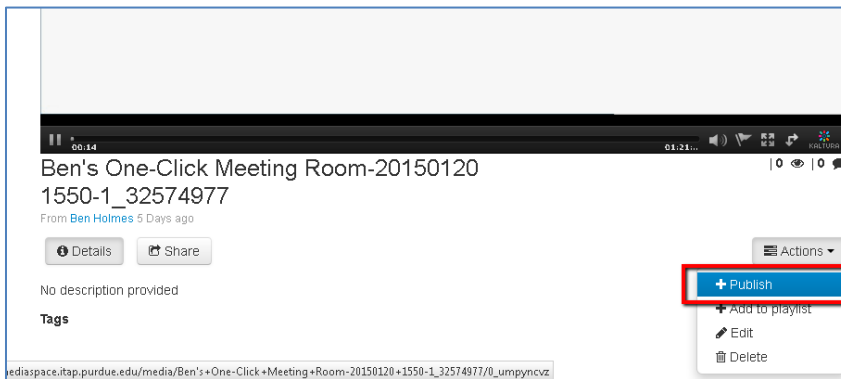 00:14
01:21:...
KALTURA
Ben's One-Click Meeting Room-20150120
1550-1_32574977
|0 |0
From Ben Holmes 5 Days ago
Details Share Actions
Publish
No description provided
Add to playlist
Tags
Edit
Delete
nediaspace.itap.purdue.edu/media/Ben's+One-Click+Meeting+Room-20150120+1550-1_32574977/0_umpyncvz